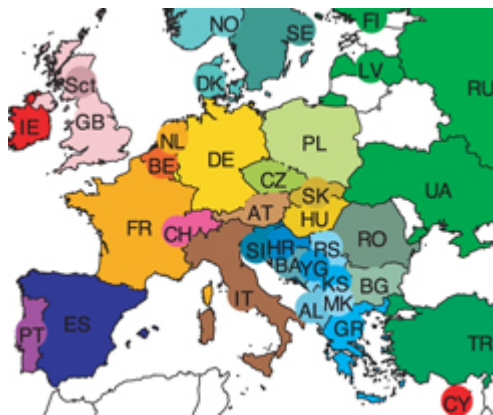 NO
SE
FI
DK
LV
RU
Sct
IE
GB
NL
BE
DE
PL
CZ
SK
UA
FR
CH
AT
HU
SI
HR
BA
YG
RS
RO
KS
BG
PT
ES
IT
AL
MK
GR
TR
CY